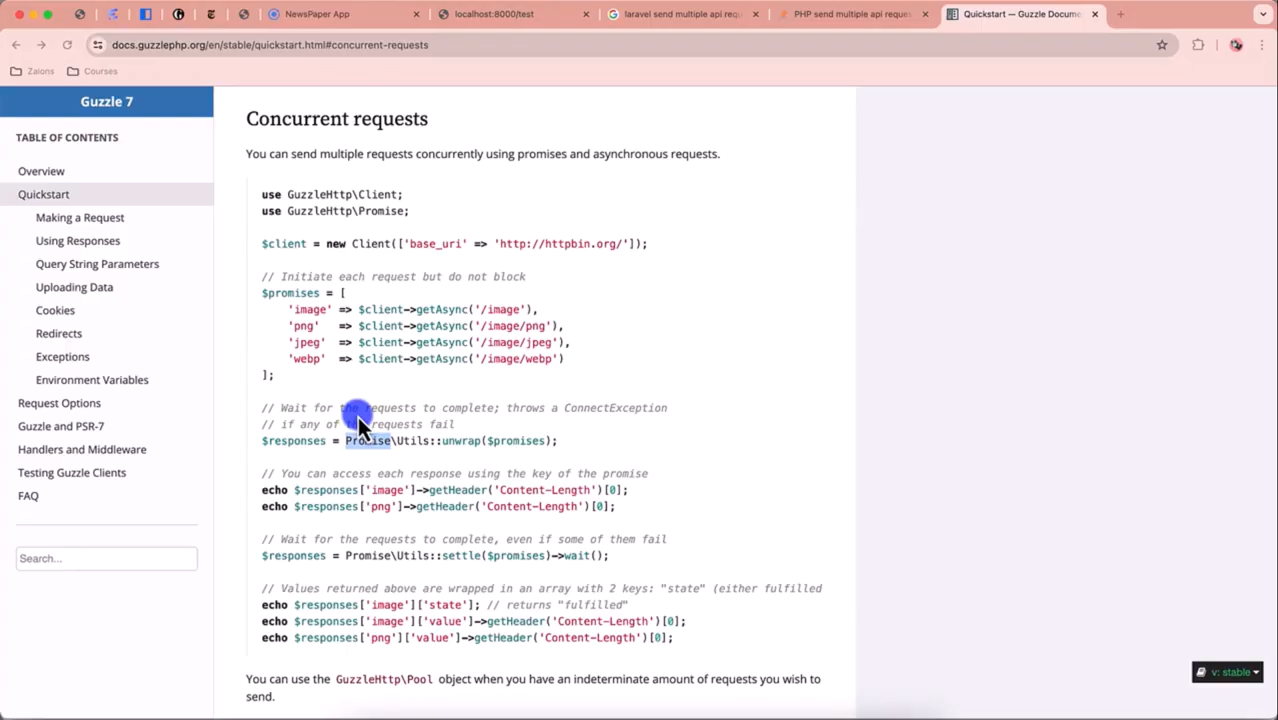 NewsPaper App
localhost:8000/test
laravel send multiple api req
PHP send multiple api reques
Quickstart — Guzzle Docume
docs.guzzlephp.org/en/stable/quickstart.html#concurrent-requests
Zaions
Courses
Guzzle 7
TABLE OF CONTENTS
Overview
Quickstart
Making a Request
Using Responses
Query String Parameters
Uploading Data
Cookies
Redirects
Exceptions
Environment Variables
Request Options
Guzzle and PSR-7
Handlers and Middleware
Testing Guzzle Clients
FAQ
Search...
Concurrent requests
You can send multiple requests concurrently using promises and asynchronous requests.
use GuzzleHttp\Client;
use GuzzleHttp\Promise;
$client = new Client(['base_uri' => 'http://httpbin.org/']);
// Initiate each request but do not block
$promises = [
'image' => $client->getAsync('/image'),
'png' => $client->getAsync('/image/png'),
'jpeg' => $client->getAsync('/image/jpeg'),
'webp' => $client->getAsync('/image/webp')
];
// Wait for the requests to complete; throws a ConnectException
// if any of requests fail
$responses = Promise\Utils::unwrap($promises);
// You can access each response using the key of the promise
echo $responses['image']->getHeader('Content-Length')[0];
echo $responses['png']->getHeader('Content-Length')[0];
// Wait for the requests to complete, even if some of them fail
$responses = Promise\Utils::settle($promises)->wait();
// Values returned above are wrapped in an array with 2 keys: "state" (either fulfilled
echo $responses['image']['state']; // returns "fulfilled"
echo $responses['image']['value']->getHeader('Content-Length')[0];
echo $responses['png']['value']->getHeader('Content-Length')[0];
You can use the GuzzleHttp\Pool object when you have an indeterminate amount of requests you wish to
send.
v: stable